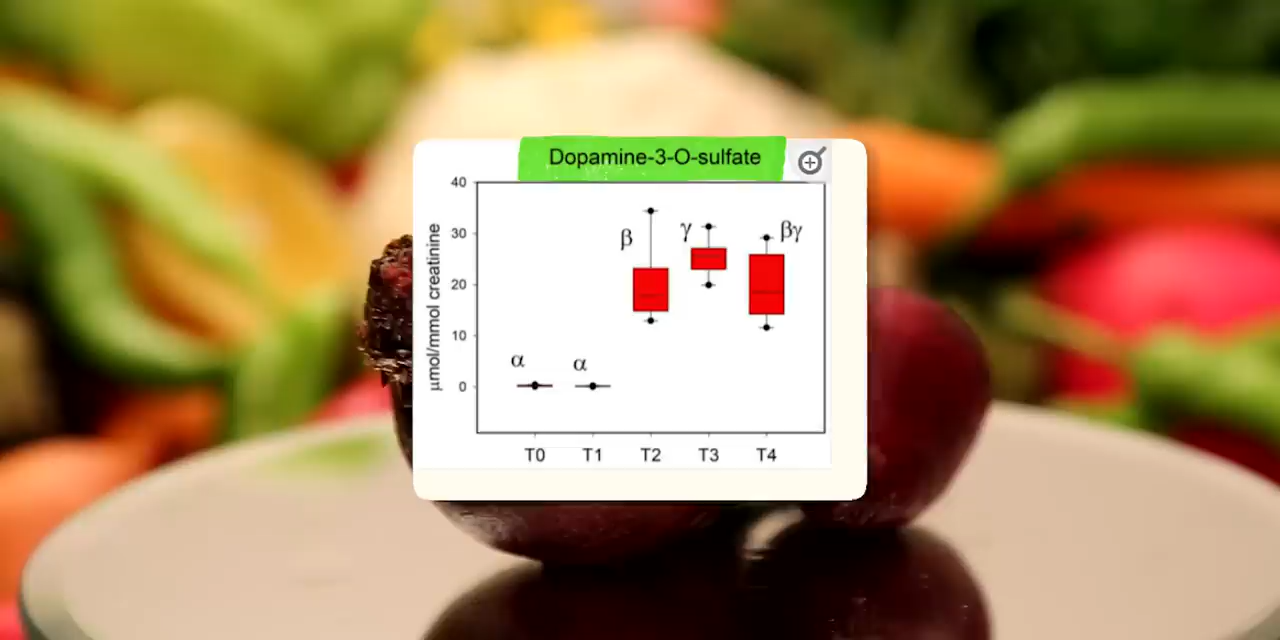 Dopamine-3-O-sulfate
μmol/mmol creatinine
40
30
20
10
0
α
α
β
γ
βγ
T0 T1 T2 T3 T4